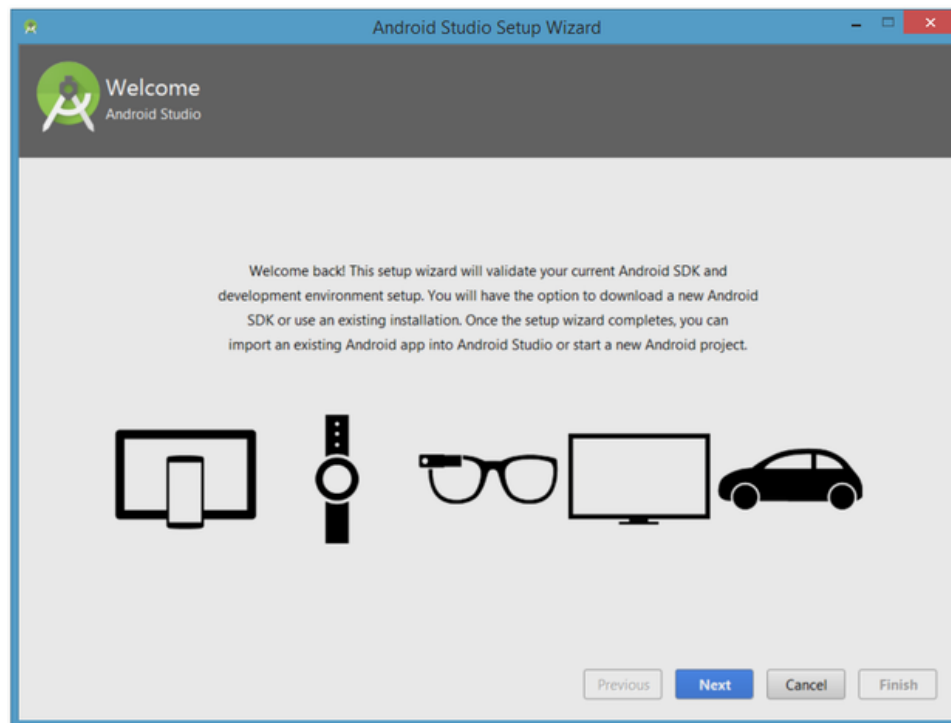 Android Studio Setup Wizard
Welcome
Android Studio
Welcome back! This setup wizard will validate your current Android SDK and
development environment setup. You will have the option to download a new Android
SDK or use an existing installation. Once the setup wizard completes, you can
import an existing Android app into Android Studio or start a new Android project.
Previous Next Cancel Finish